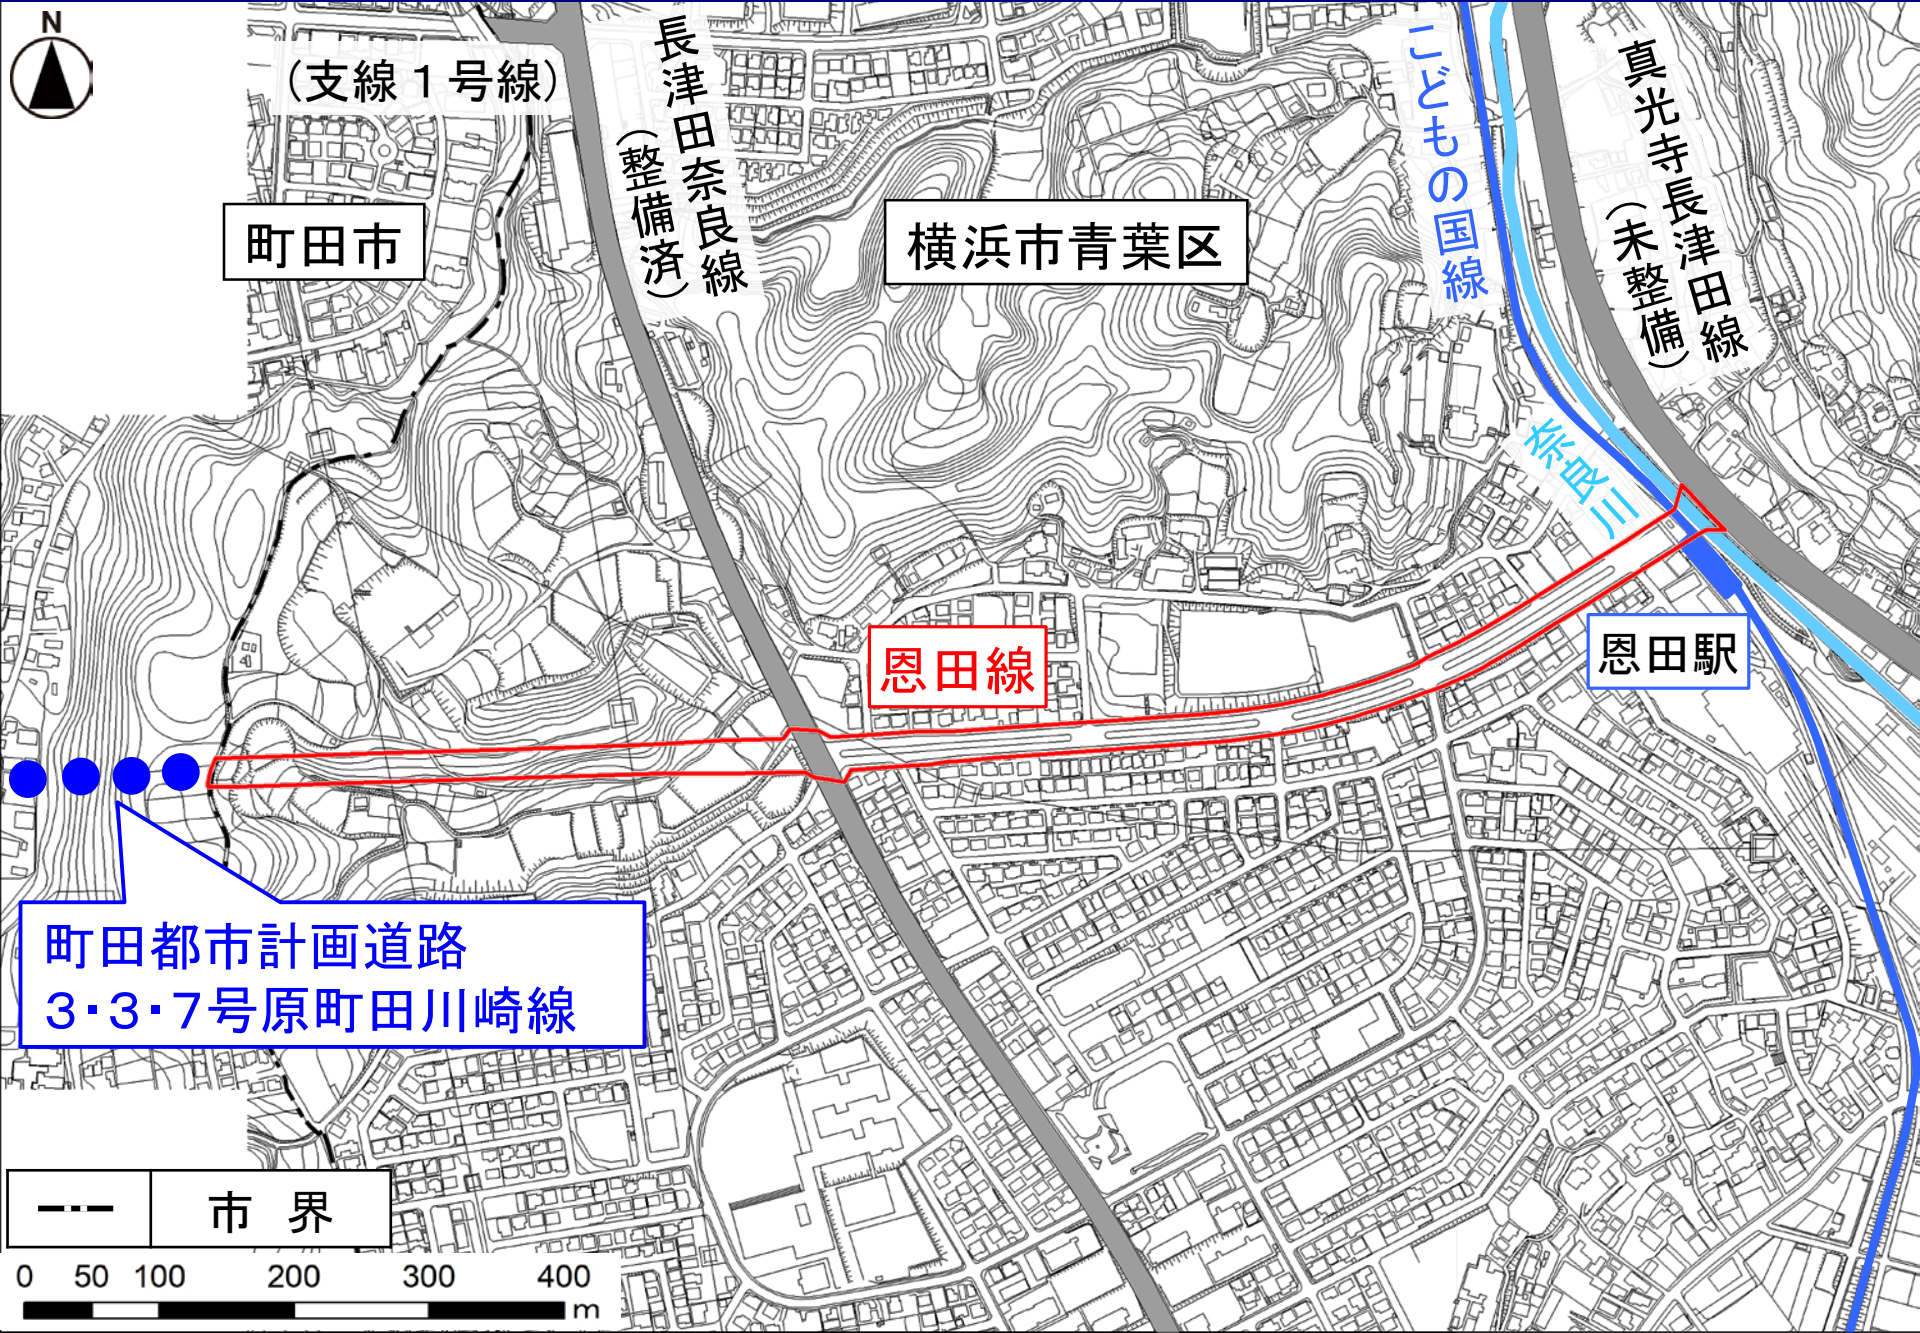 N
(支線１号線)
長津田奈良線
(整備済)
こどもの国線
真光寺長津田線
(未整備)
町田市
横浜市青葉区
奈良川
恩田線
恩田駅
町田都市計画道路
３・３・７号原町田川崎線
市 界
0 50 100 200 300 400
m